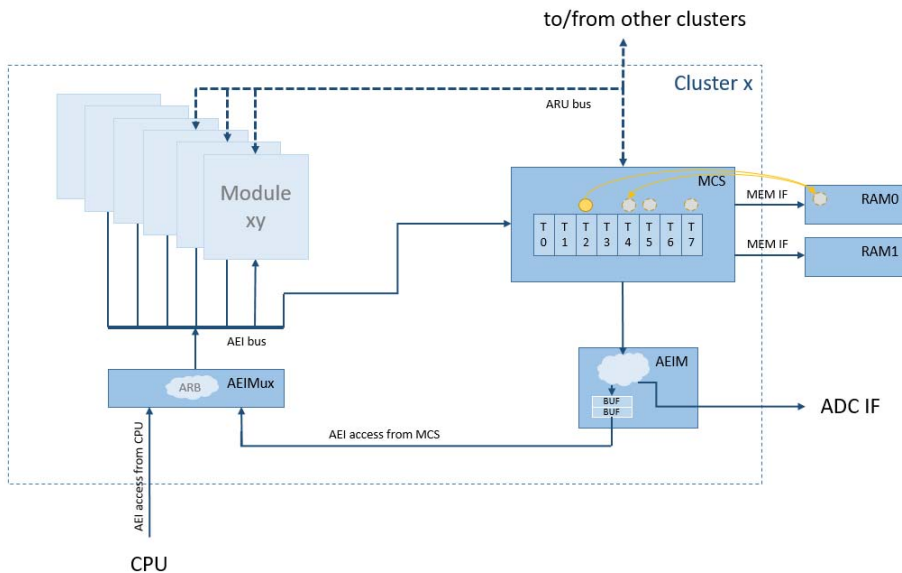 to/from other clusters
Cluster x
ARU bus
Module
xy
MCS
T T T T T T T T
0 1 2 3 4 5 6 7
MEM IF
RAM0
MEM IF
RAM1
AEI bus
ARB
AEIMux
AEIM
BUF
BUF
ADC IF
AEI access from MCS
AEI access from CPU
CPU